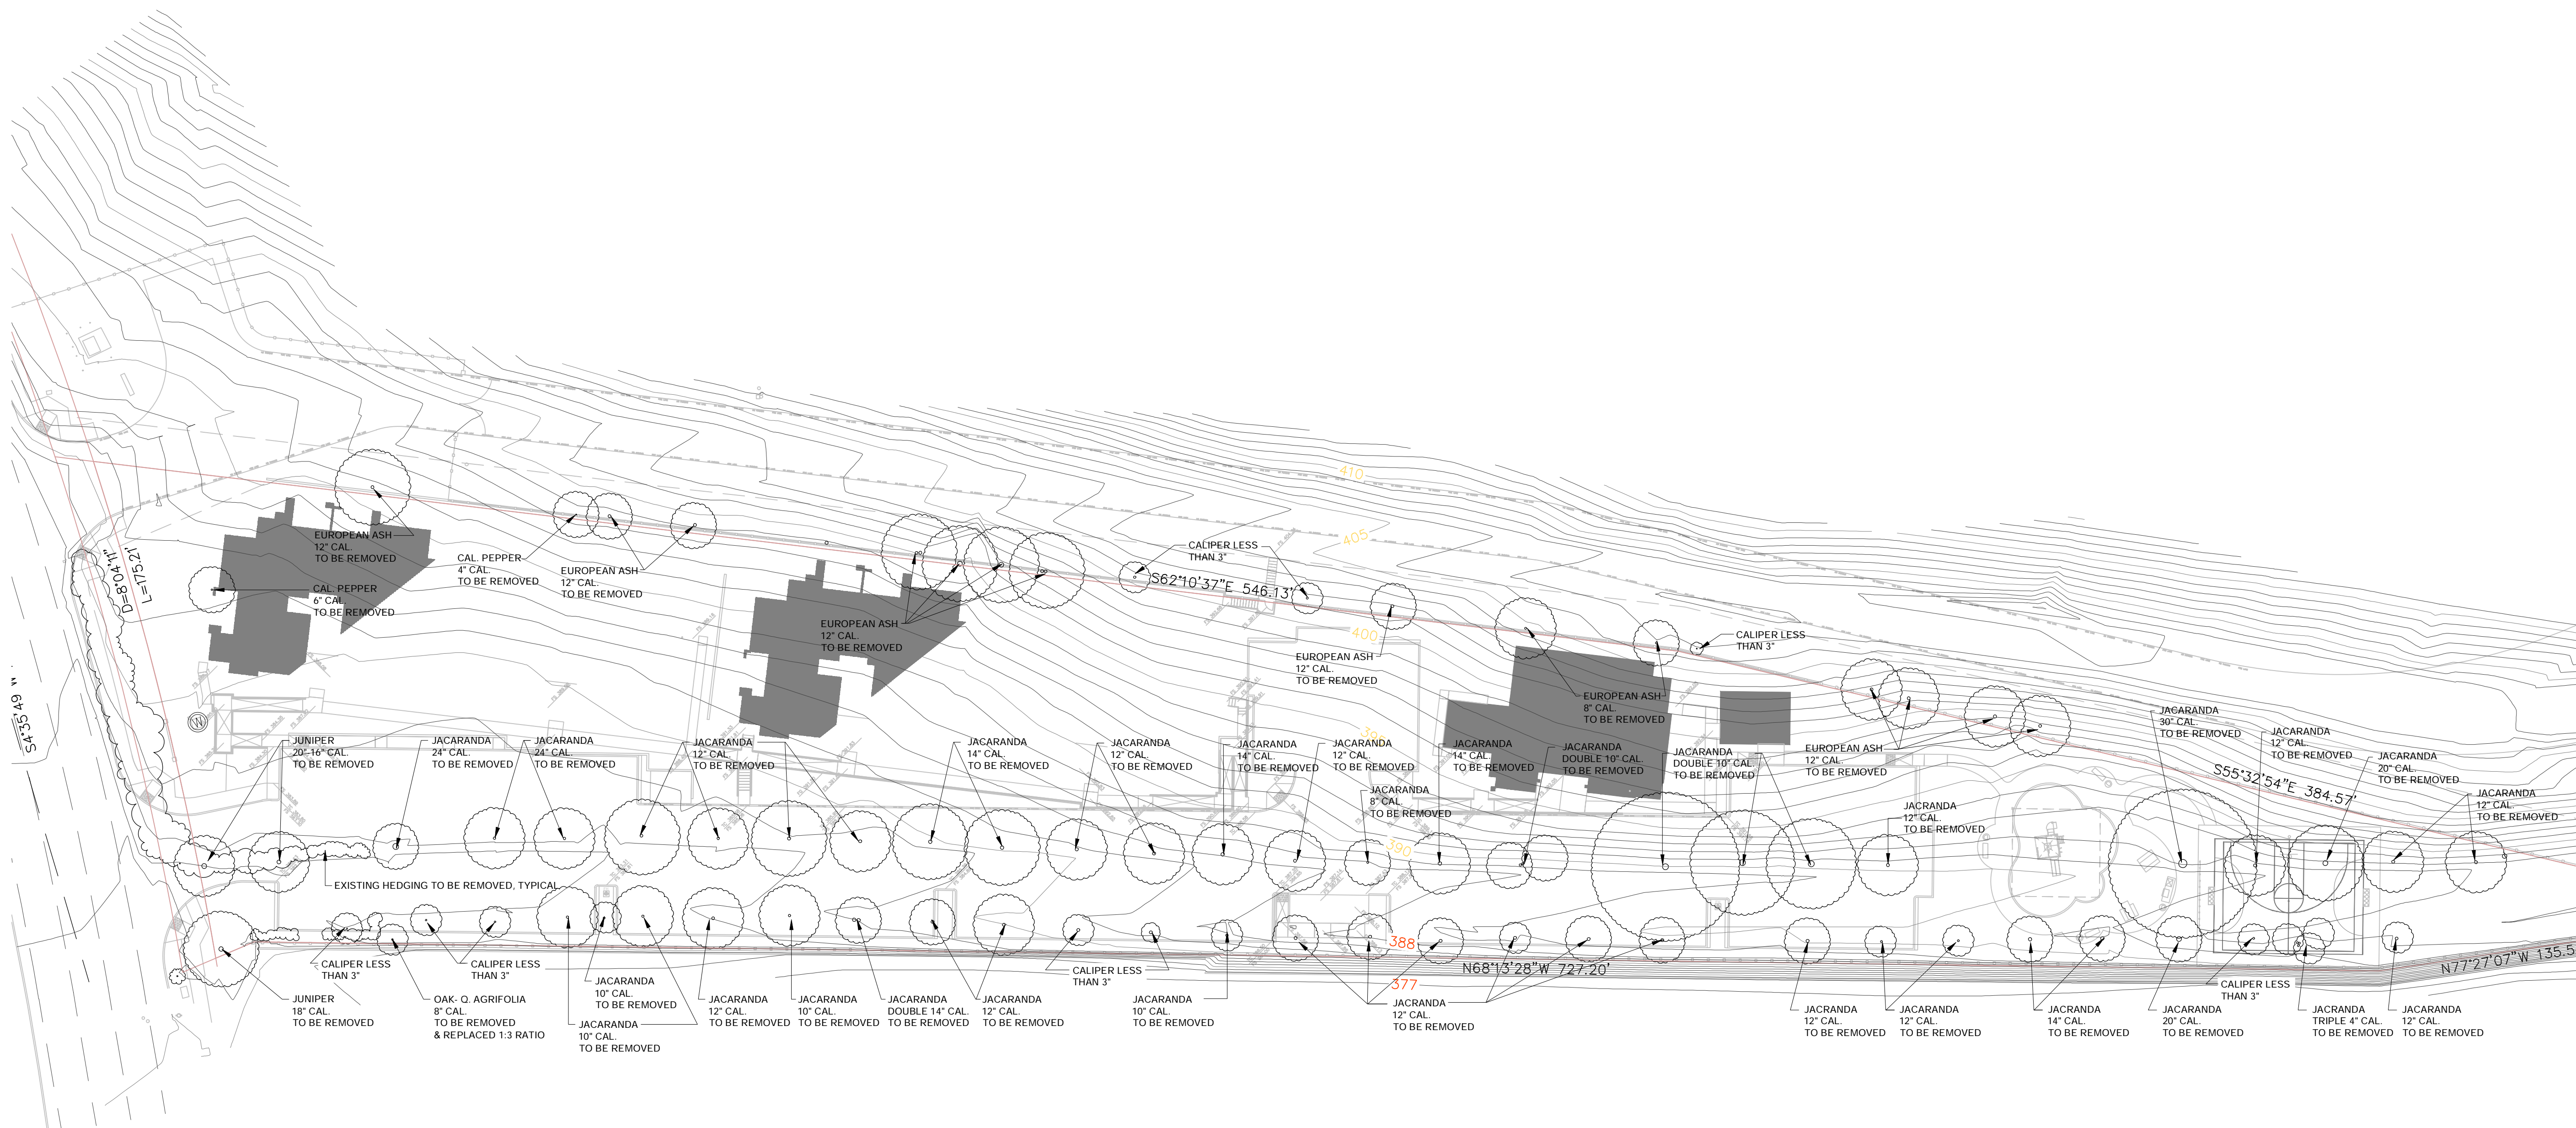 410
405
400
395
390
388
377
S62°10'37"E 546.13'
S55°32'54"E 384.57'
N68°13'28"W 727.20'
N77°27'07"W 135.5
D=8°04'11"
L=175.21'
S4°35'49 W
W
EUROPEAN ASH
12" CAL.
TO BE REMOVED
CAL. PEPPER
6" CAL.
TO BE REMOVED
CAL. PEPPER
4" CAL.
TO BE REMOVED
EUROPEAN ASH
12" CAL.
TO BE REMOVED
EUROPEAN ASH
12" CAL.
TO BE REMOVED
CALIPER LESS
THAN 3"
EUROPEAN ASH
12" CAL.
TO BE REMOVED
EUROPEAN ASH
8" CAL.
TO BE REMOVED
CALIPER LESS
THAN 3"
EUROPEAN ASH
12" CAL.
TO BE REMOVED
JUNIPER
20"-16" CAL.
TO BE REMOVED
JACARANDA
24" CAL.
TO BE REMOVED
JACARANDA
24" CAL.
TO BE REMOVED
JACARANDA
12" CAL.
TO BE REMOVED
JACARANDA
14" CAL.
TO BE REMOVED
JACARANDA
12" CAL.
TO BE REMOVED
JACARANDA
14" CAL.
TO BE REMOVED
JACARANDA
12" CAL.
TO BE REMOVED
JACARANDA
8" CAL.
TO BE REMOVED
JACARANDA
14" CAL.
TO BE REMOVED
JACARANDA
DOUBLE 10" CAL.
TO BE REMOVED
JACARANDA
DOUBLE 10" CAL.
TO BE REMOVED
JACRANDA
12" CAL.
TO BE REMOVED
JACARANDA
30" CAL.
TO BE REMOVED
JACARANDA
12" CAL.
TO BE REMOVED
JACARANDA
20" CAL.
TO BE REMOVED
JACARANDA
12" CAL.
TO BE REMOVED
EXISTING HEDGING TO BE REMOVED, TYPICAL
JUNIPER
18" CAL.
TO BE REMOVED
CALIPER LESS
THAN 3"
OAK- Q. AGRIFOLIA
8" CAL.
TO BE REMOVED
& REPLACED 1:3 RATIO
CALIPER LESS
THAN 3"
JACARANDA
10" CAL.
TO BE REMOVED
JACARANDA
10" CAL.
TO BE REMOVED
JACARANDA
12" CAL.
TO BE REMOVED
JACARANDA
10" CAL.
TO BE REMOVED
JACARANDA
DOUBLE 14" CAL.
TO BE REMOVED
JACARANDA
12" CAL.
TO BE REMOVED
CALIPER LESS
THAN 3"
JACARANDA
10" CAL.
TO BE REMOVED
JACRANDA
12" CAL.
TO BE REMOVED
JACRANDA
12" CAL.
TO BE REMOVED
JACARANDA
12" CAL.
TO BE REMOVED
JACRANDA
14" CAL.
TO BE REMOVED
JACARANDA
20" CAL.
TO BE REMOVED
CALIPER LESS
THAN 3"
JACRANDA
TRIPLE 4" CAL.
TO BE REMOVED
JACARANDA
12" CAL.
TO BE REMOVED